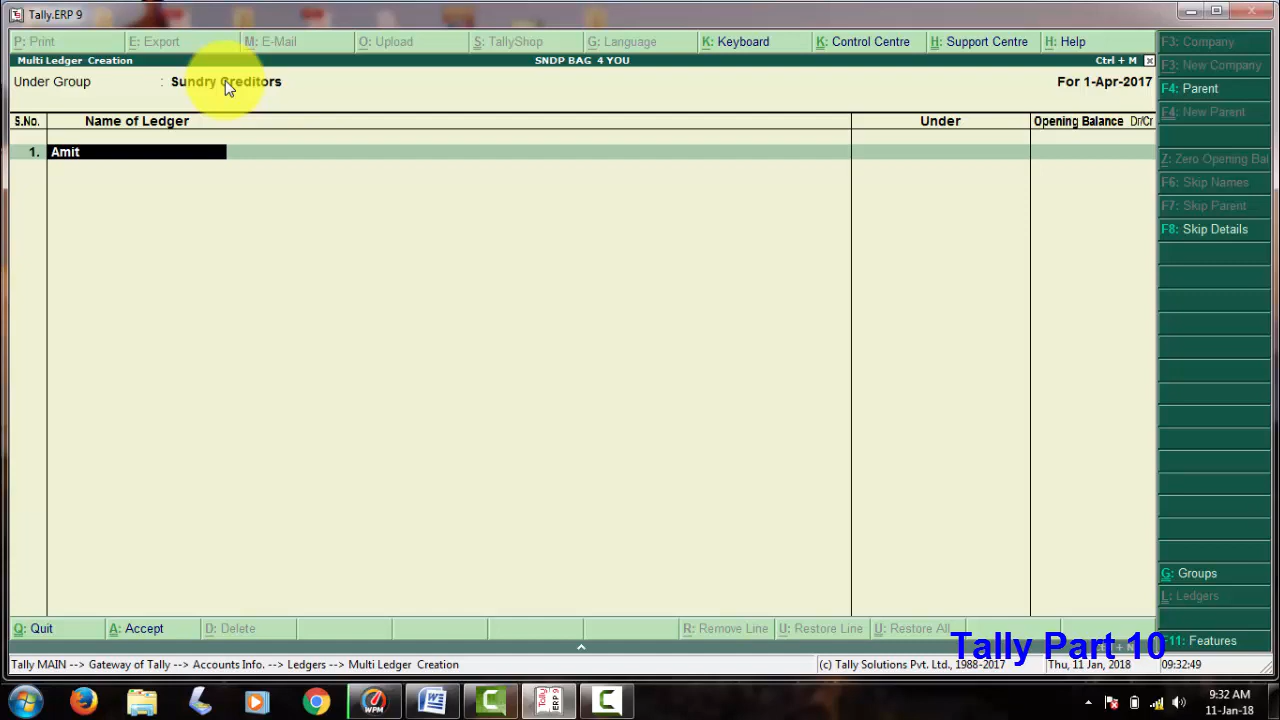 Tally.ERP 9
P: Print E: Export M: E-Mail O: Upload S: TallyShop G: Language K: Keyboard K: Control Centre H: Support Centre H: Help
F3: Company
Multi Ledger Creation SNDP BAG 4 YOU Ctrl + M
F3: New Company
Under Group : Sundry Creditors For 1-Apr-2017
F4: Parent
F4: New Parent
S.No. Name of Ledger Under Opening Balance Dr/Cr
1. Amit
Z: Zero Opening Bal
F6: Skip Names
F7: Skip Parent
F8: Skip Details
G: Groups
L: Ledgers
Q: Quit A: Accept D: Delete R: Remove Line U: Restore Line U: Restore All
F11: Features
Tally Part 10
Tally MAIN --> Gateway of Tally --> Accounts Info. --> Ledgers --> Multi Ledger Creation (c) Tally Solutions Pvt. Ltd., 1988-2017 Thu, 11 Jan, 2018 09:32:49
WPM
Tally ERP 9
9:32 AM
11-Jan-18